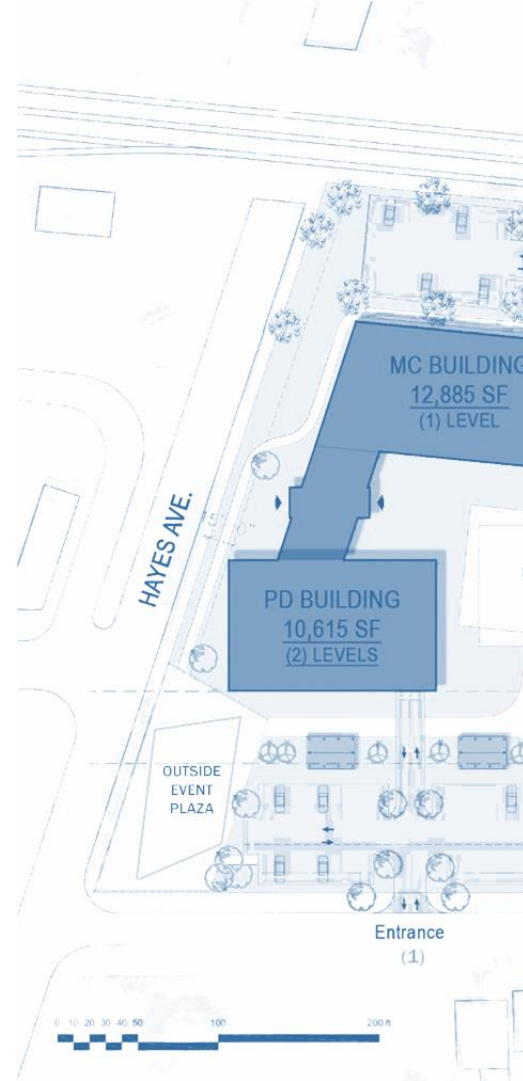 MC BUILDING
12,885 SF
(1) LEVEL
HAYES AVE.
PD BUILDING
10,615 SF
(2) LEVELS
OUTSIDE
EVENT
PLAZA
Entrance
(1)
0 10 20 30 40 50 100 200 ft